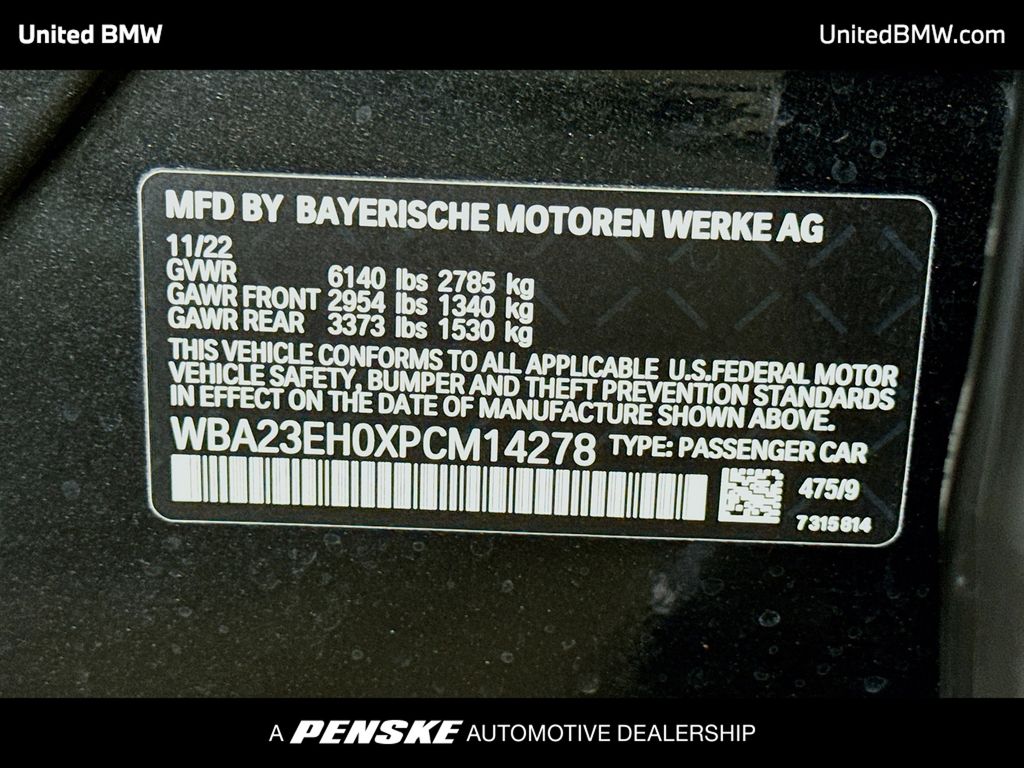 United BMW
UnitedBMW.com
MFD BY BAYERISCHE MOTOREN WERKE AG
11/22
GVWR 6140 lbs 2785 kg
GAWR FRONT 2954 lbs 1340 kg
GAWR REAR 3373 lbs 1530 kg
THIS VEHICLE CONFORMS TO ALL APPLICABLE U.S.FEDERAL MOTOR
VEHICLE SAFETY, BUMPER AND THEFT PREVENTION STANDARDS
IN EFFECT ON THE DATE OF MANUFACTURE SHOWN ABOVE.
WBA23EH0XPCM14278 TYPE: PASSENGER CAR
475/9
7315814
A PENSKE AUTOMOTIVE DEALERSHIP